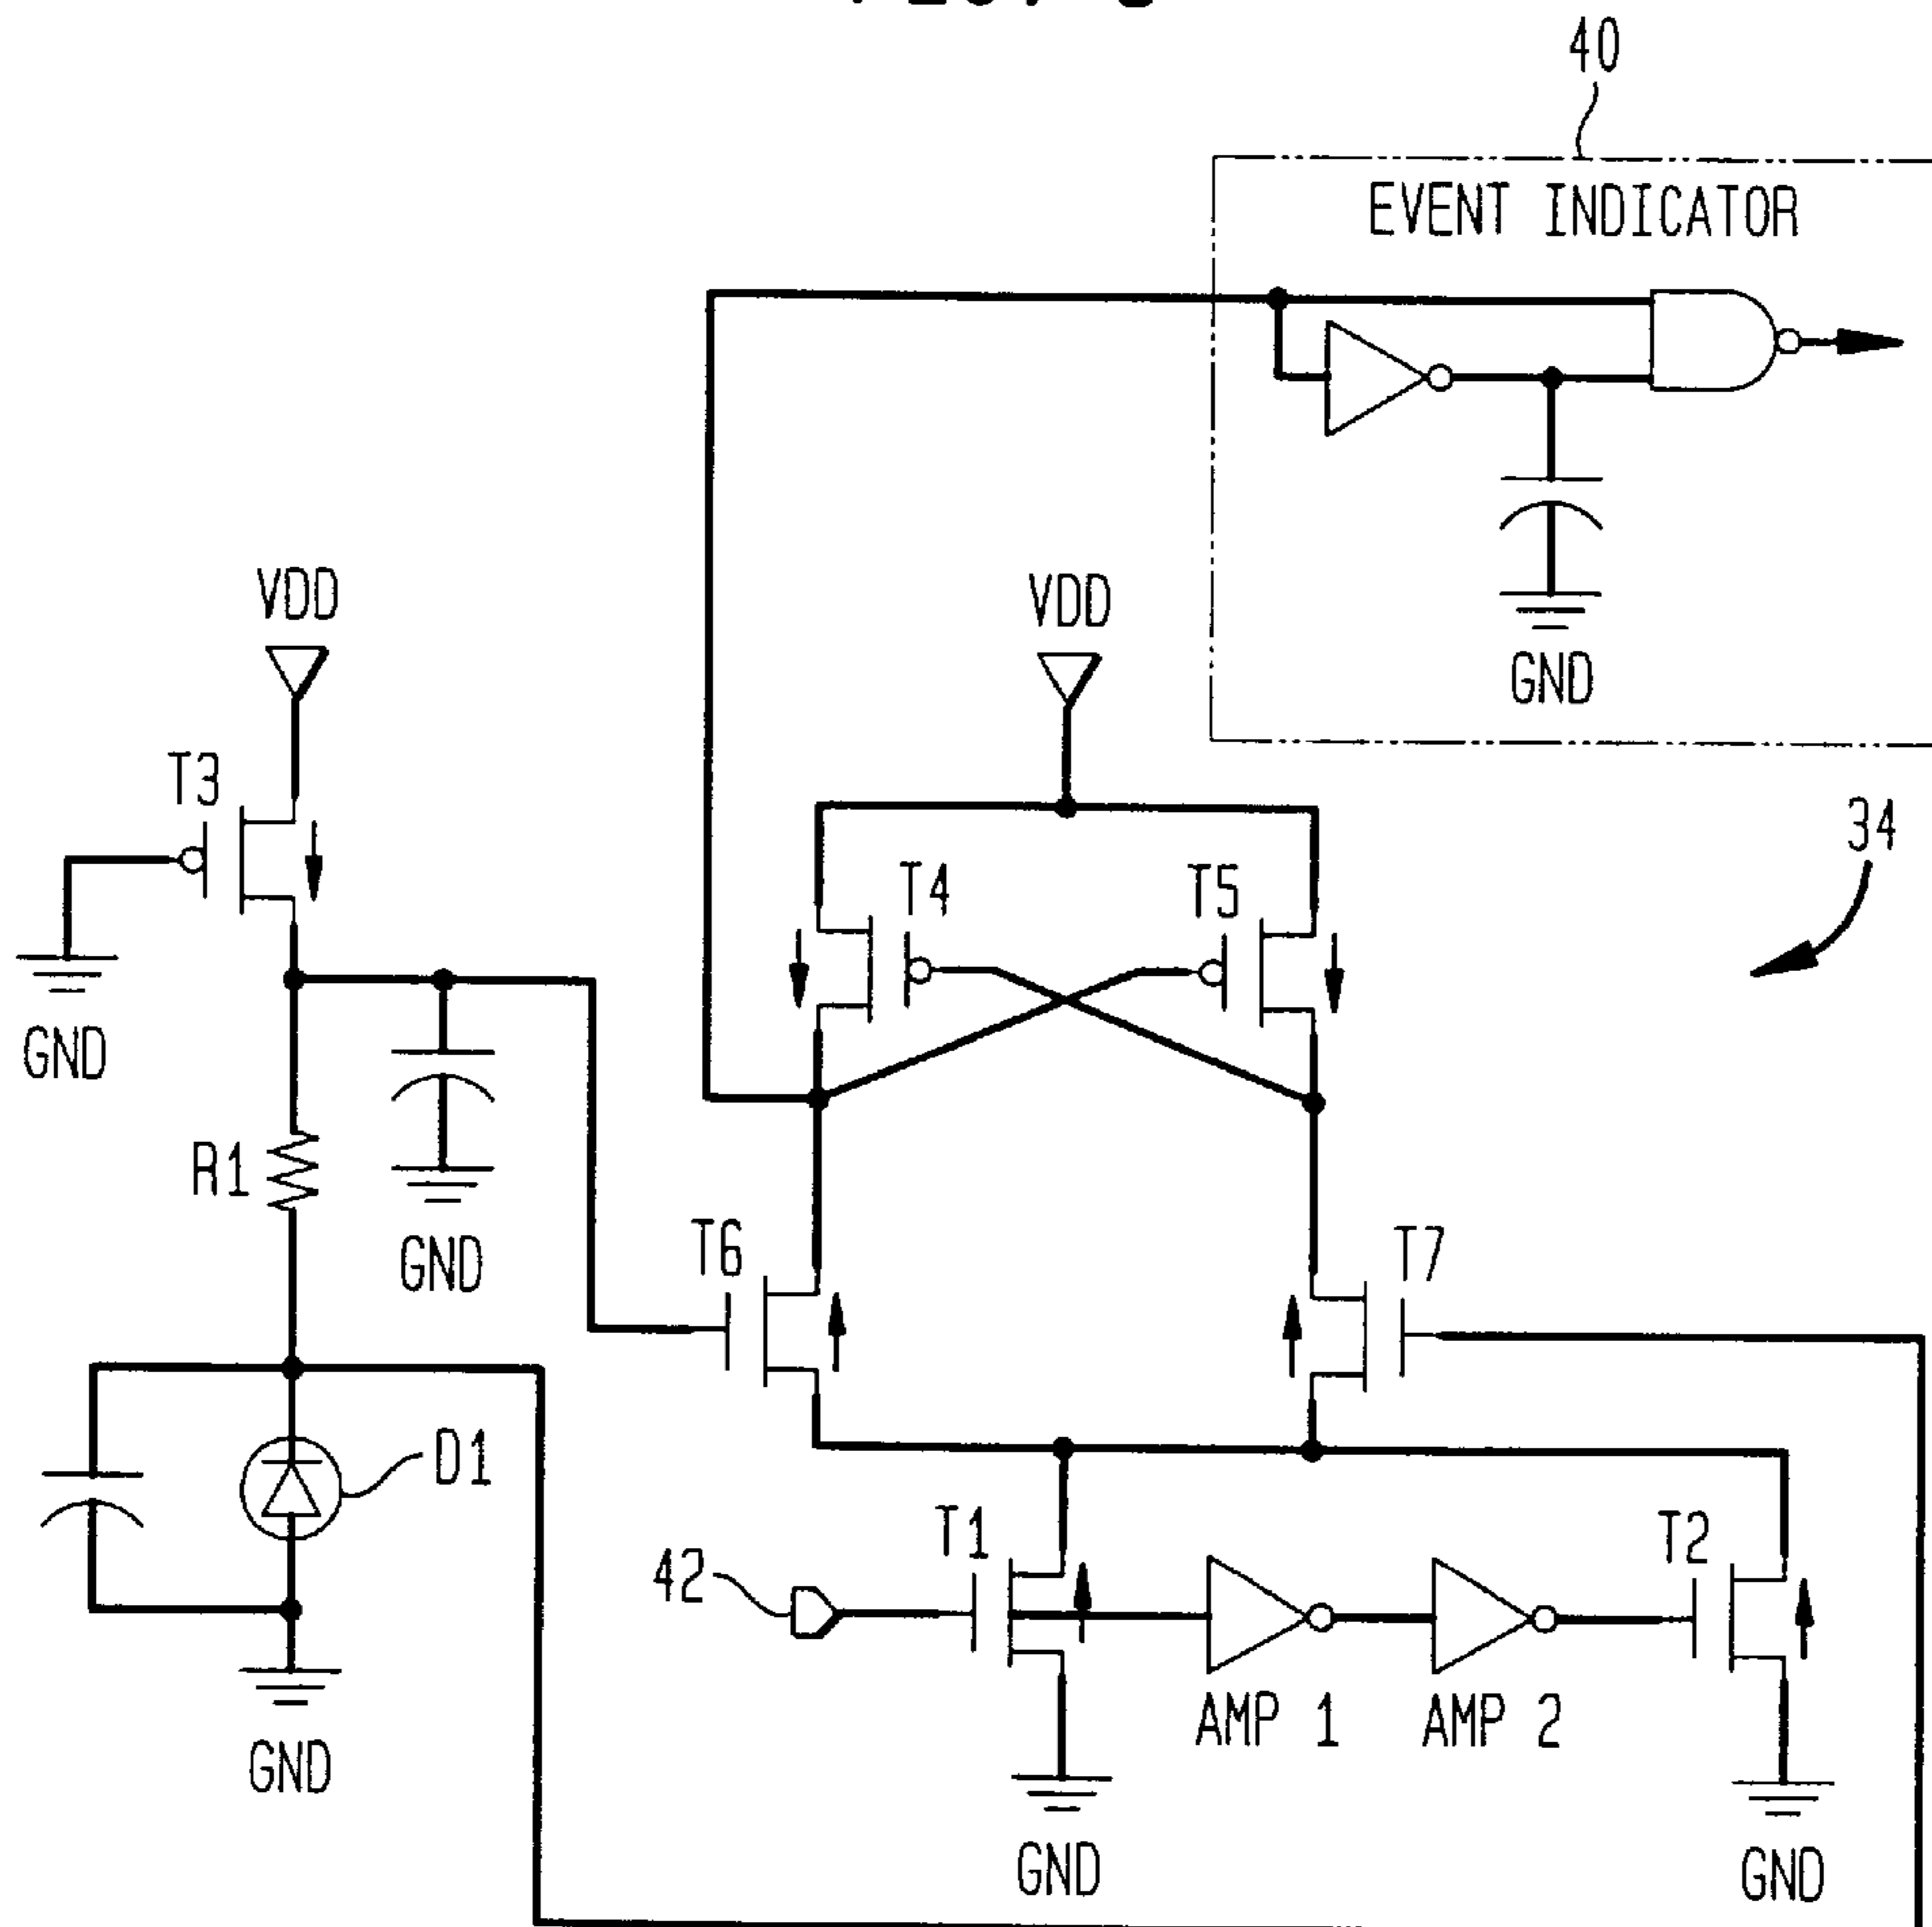 40
EVENT INDICATOR
GND
VDD
VDD
T3
34
T4
T5
GND
R1
T6
T7
GND
D1
T1
T2
42
AMP 1
AMP 2
GND
GND
GND